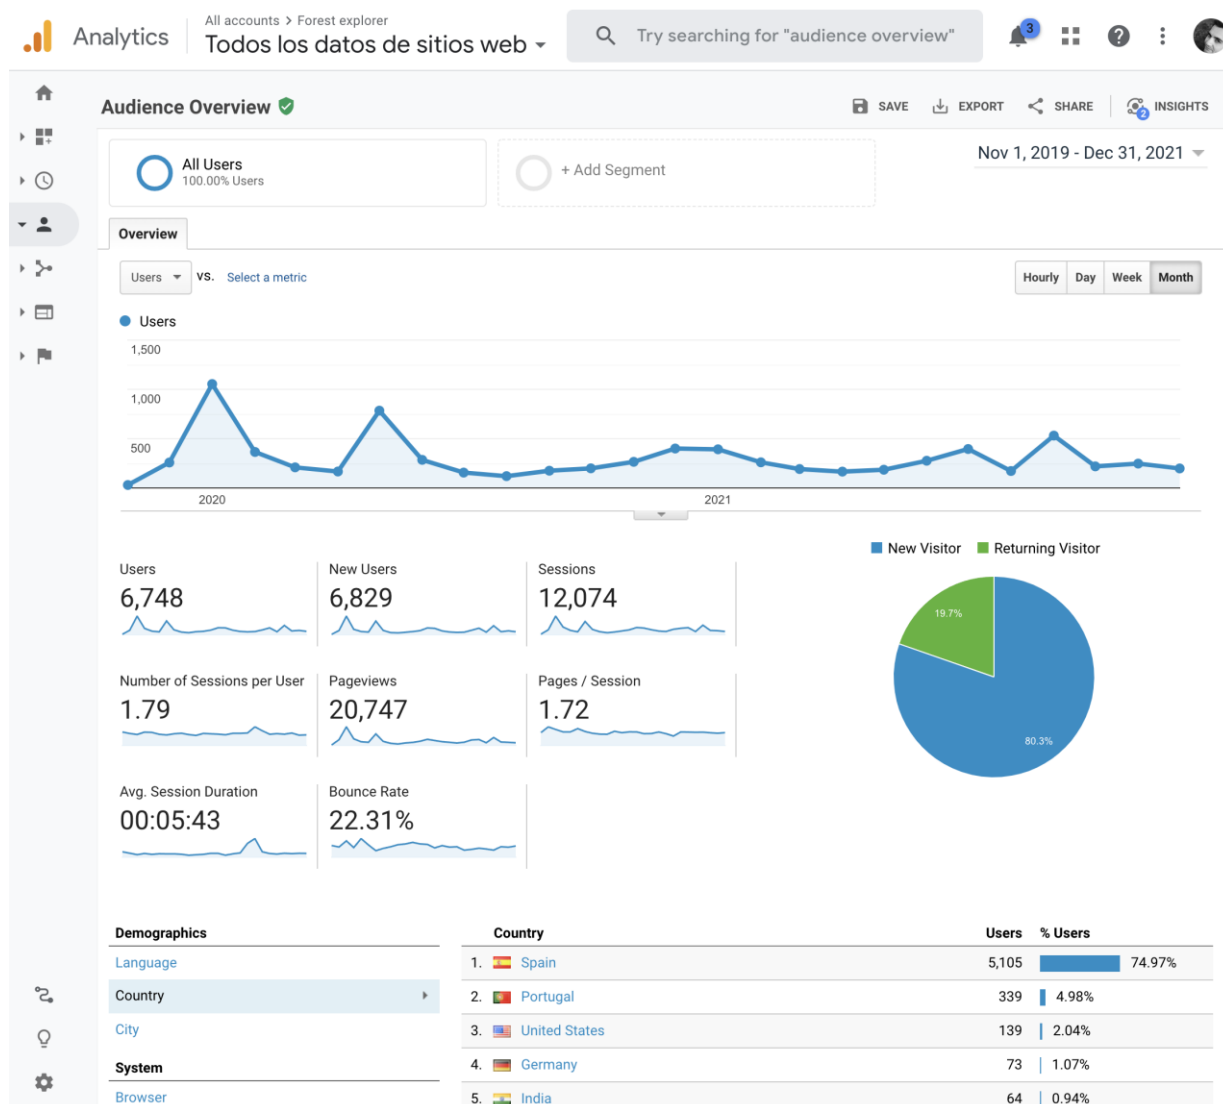 All accounts > Forest explorer
Analytics
Todos los datos de sitios web
Try searching for "audience overview"
3
Audience Overview
SAVE
EXPORT
SHARE
2
INSIGHTS
All Users
100.00% Users
+ Add Segment
Nov 1, 2019 - Dec 31, 2021
Overview
Users
VS.
Select a metric
Hourly
Day
Week
Month
Users
1,500
1,000
500
2020
2021
New Visitor
Returning Visitor
19.7%
80.3%
Users
6,748
New Users
6,829
Sessions
12,074
Number of Sessions per User
1.79
Pageviews
20,747
Pages / Session
1.72
Avg. Session Duration
00:05:43
Bounce Rate
22.31%
Demographics
Language
Country
City
System
Browser
Country Users % Users
1. Spain 5,105 74.97%
2. Portugal 339 4.98%
3. United States 139 2.04%
4. Germany 73 1.07%
5. India 64 0.94%